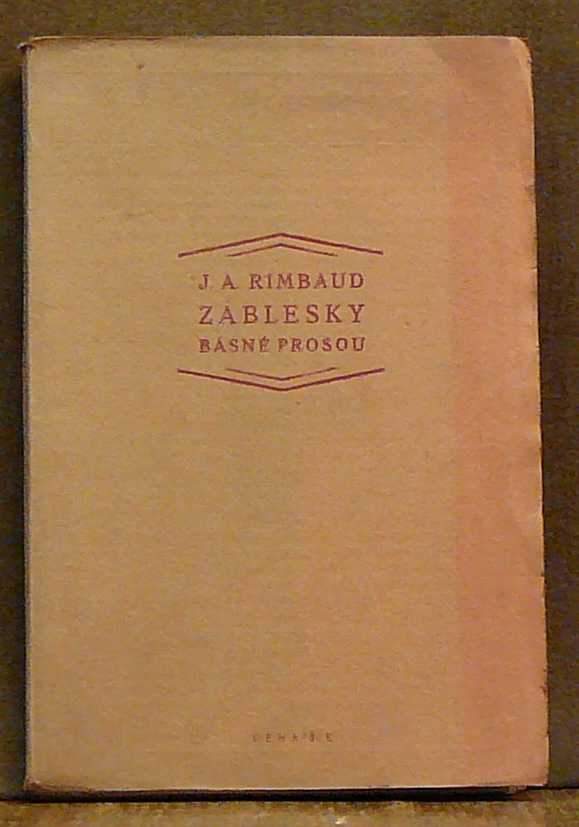 J. A. RIMBAUD
ZÁBLESKY
BÁSNĚ PROSOU